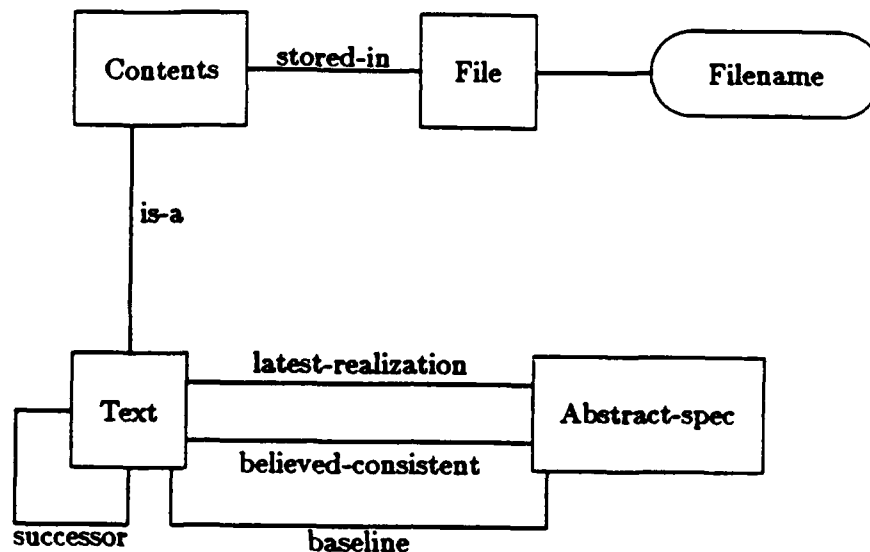 Contents
stored-in
File
Filename
is-a
latest-realization
Text
Abstract-spec
believed-consistent
successor
baseline